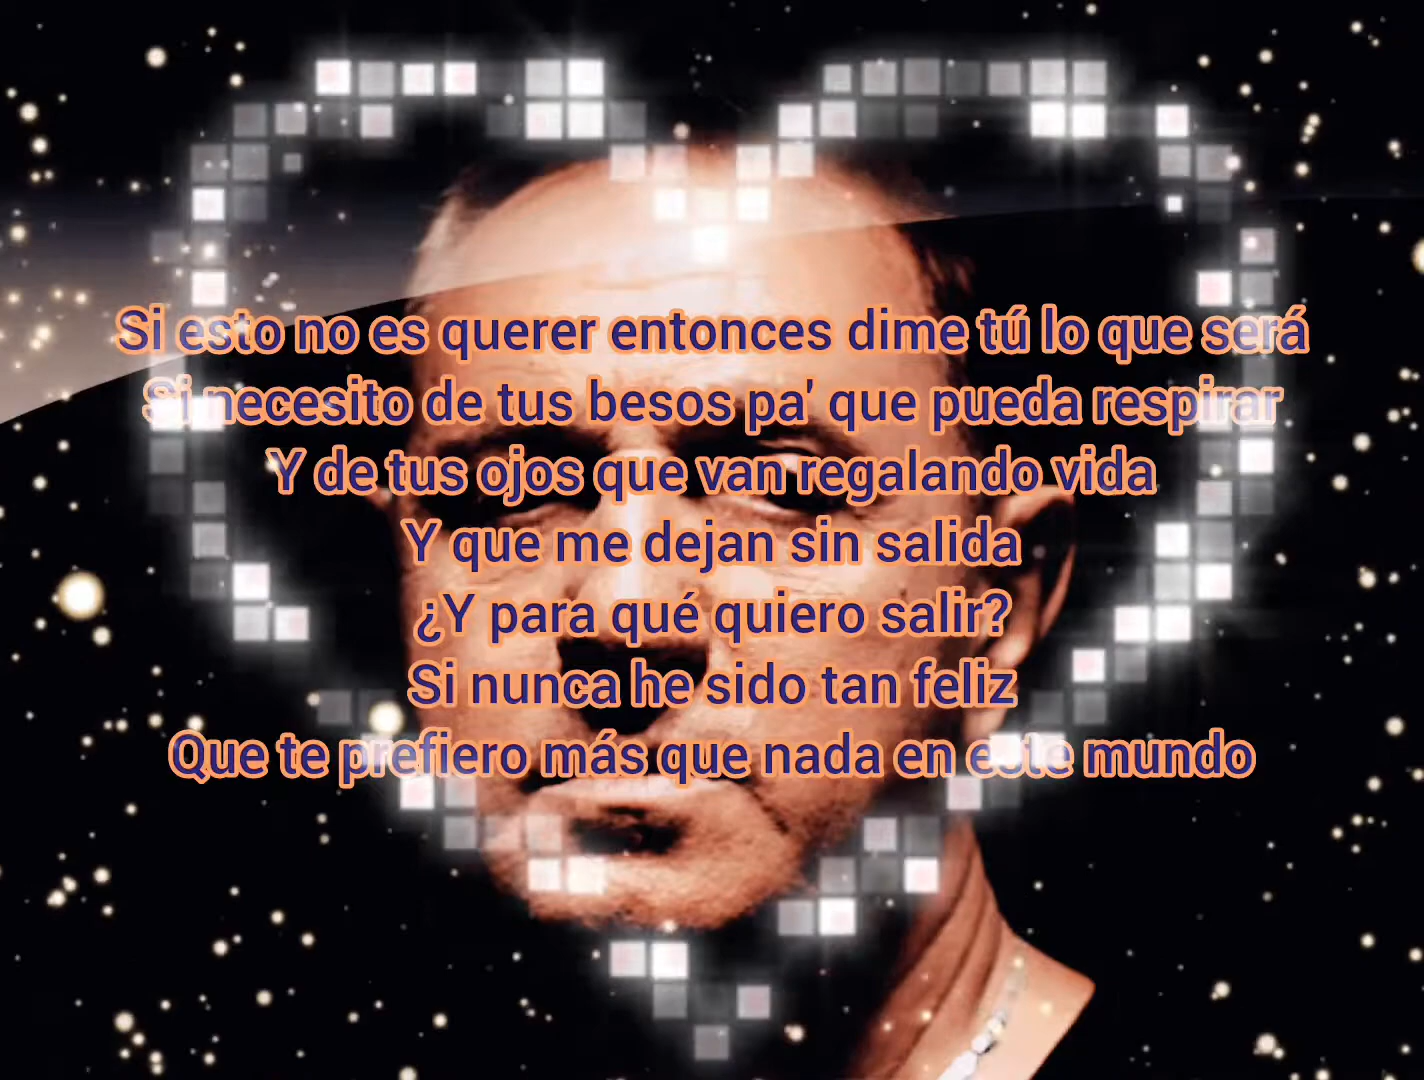 Si esto no es querer entonces dime tú lo que será
Si necesito de tus besos pa' que pueda respirar
Y de tus ojos que van regalando vida
Y que me dejan sin salida
¿Y para qué quiero salir?
Si nunca he sido tan feliz
Que te prefiero más que nada en este mundo